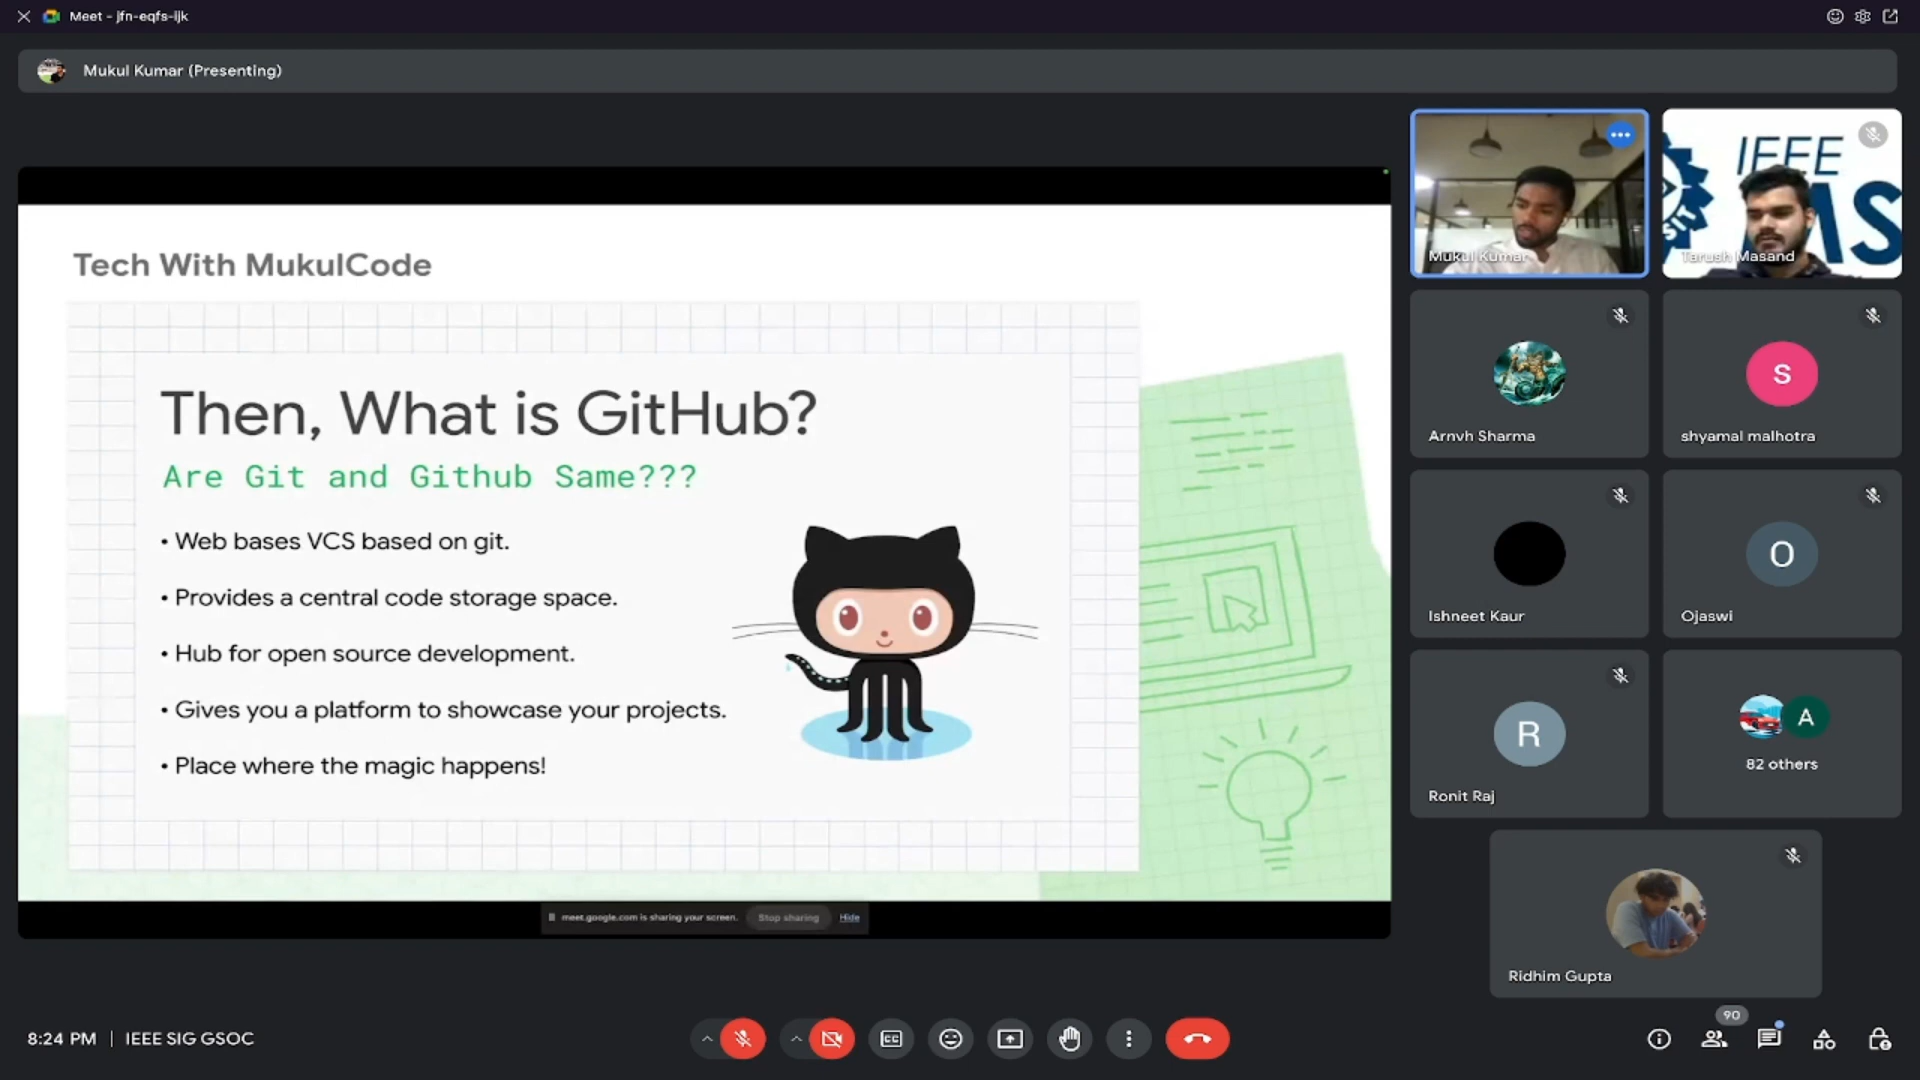 Meet - jfn-eqfs-ijk
Mukul Kumar (Presenting)
Tech With MukulCode
Then, What is GitHub?
Are Git and Github Same???
• Web bases VCS based on git.
• Provides a central code storage space.
• Hub for open source development.
• Gives you a platform to showcase your projects.
• Place where the magic happens!
meet.google.com is sharing your screen. Stop sharing Hide
Mukul Kumar
IEEE
MS
SIT
Tarush Masand
Arnvh Sharma
S
shyamal malhotra
Ishneet Kaur
O
Ojaswi
R
Ronit Raj
A
82 others
Ridhim Gupta
8:24 PM | IEEE SIG GSOC
CC
90